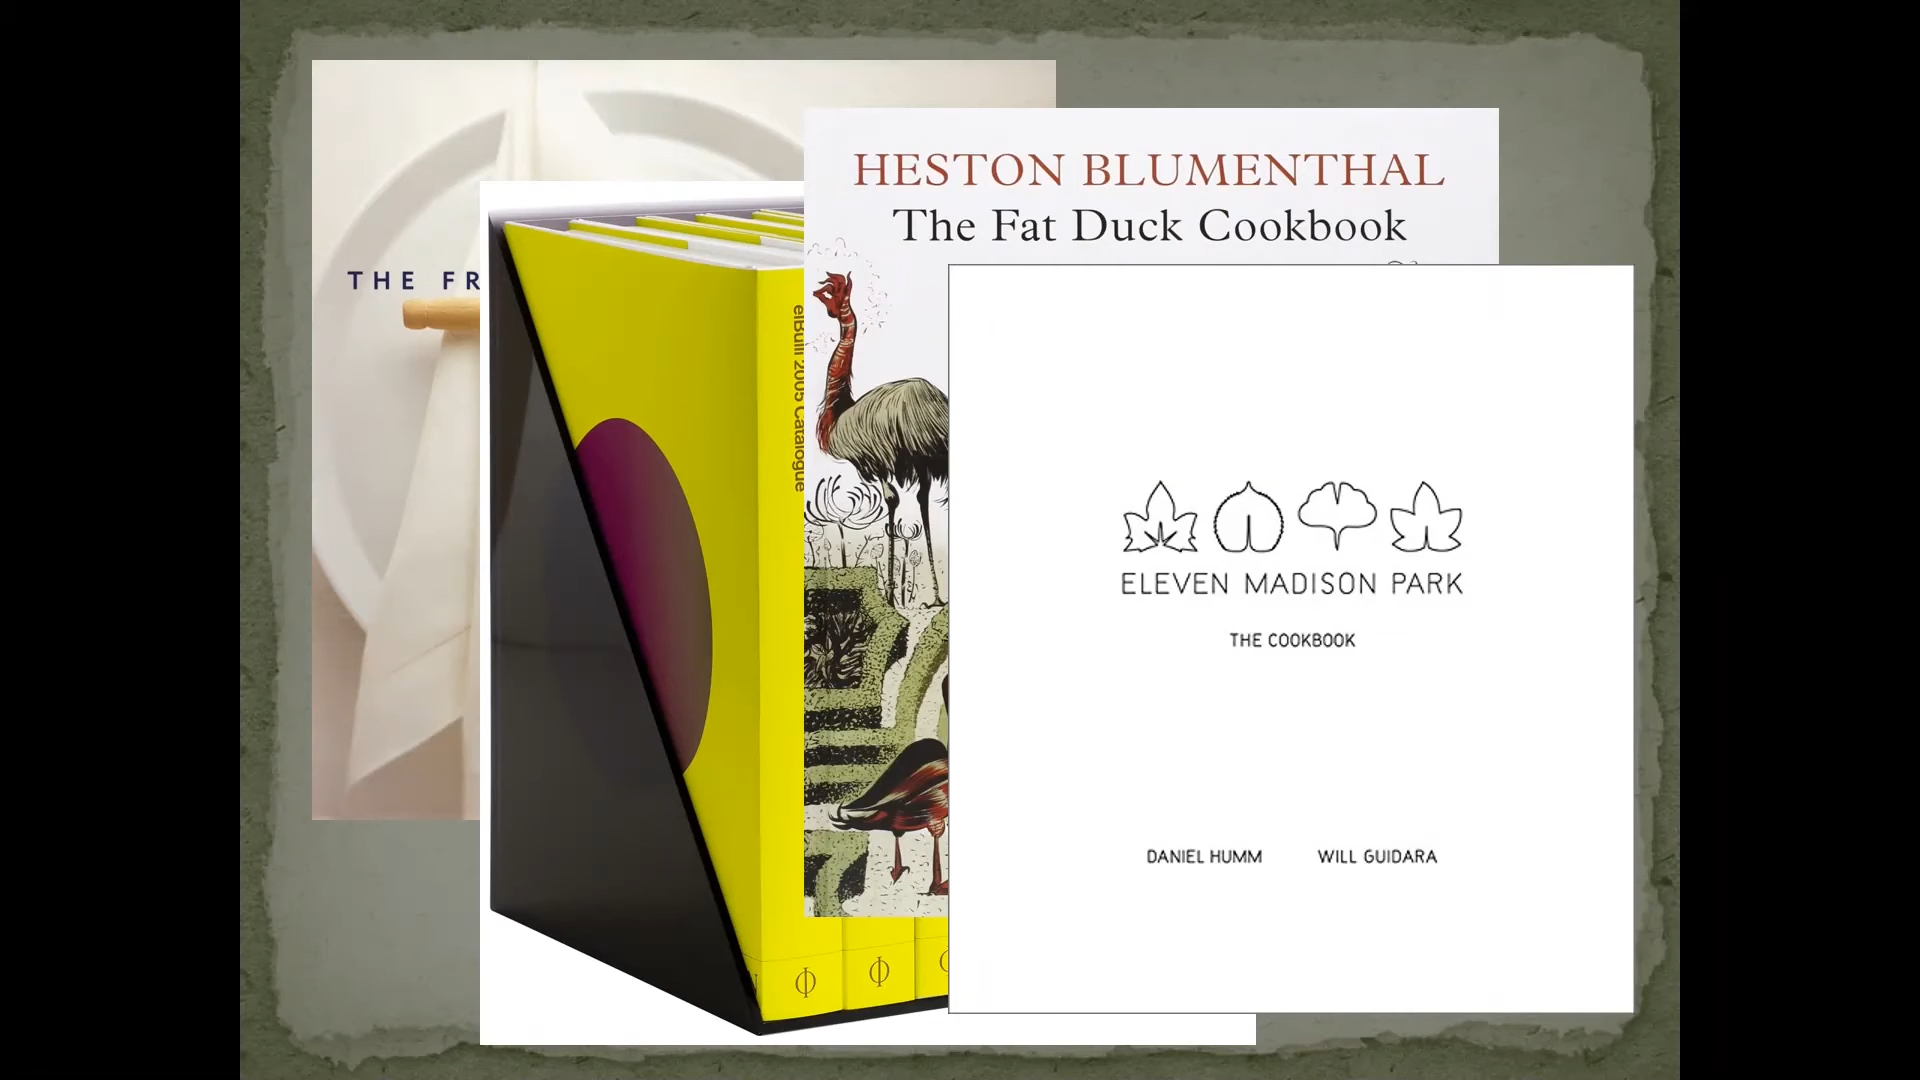 THE FR
elBulli 2005 Catalogue
HESTON BLUMENTHAL
The Fat Duck Cookbook
ELEVEN MADISON PARK
THE COOKBOOK
DANIEL HUMM WILL GUIDARA